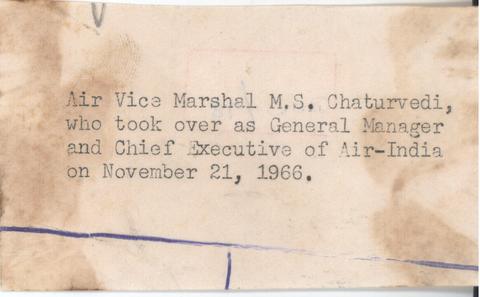 Air Vice Marshal M.S. Chaturvedi,
who took over as General Manager
and Chief Executive of Air-India
on November 21, 1966.